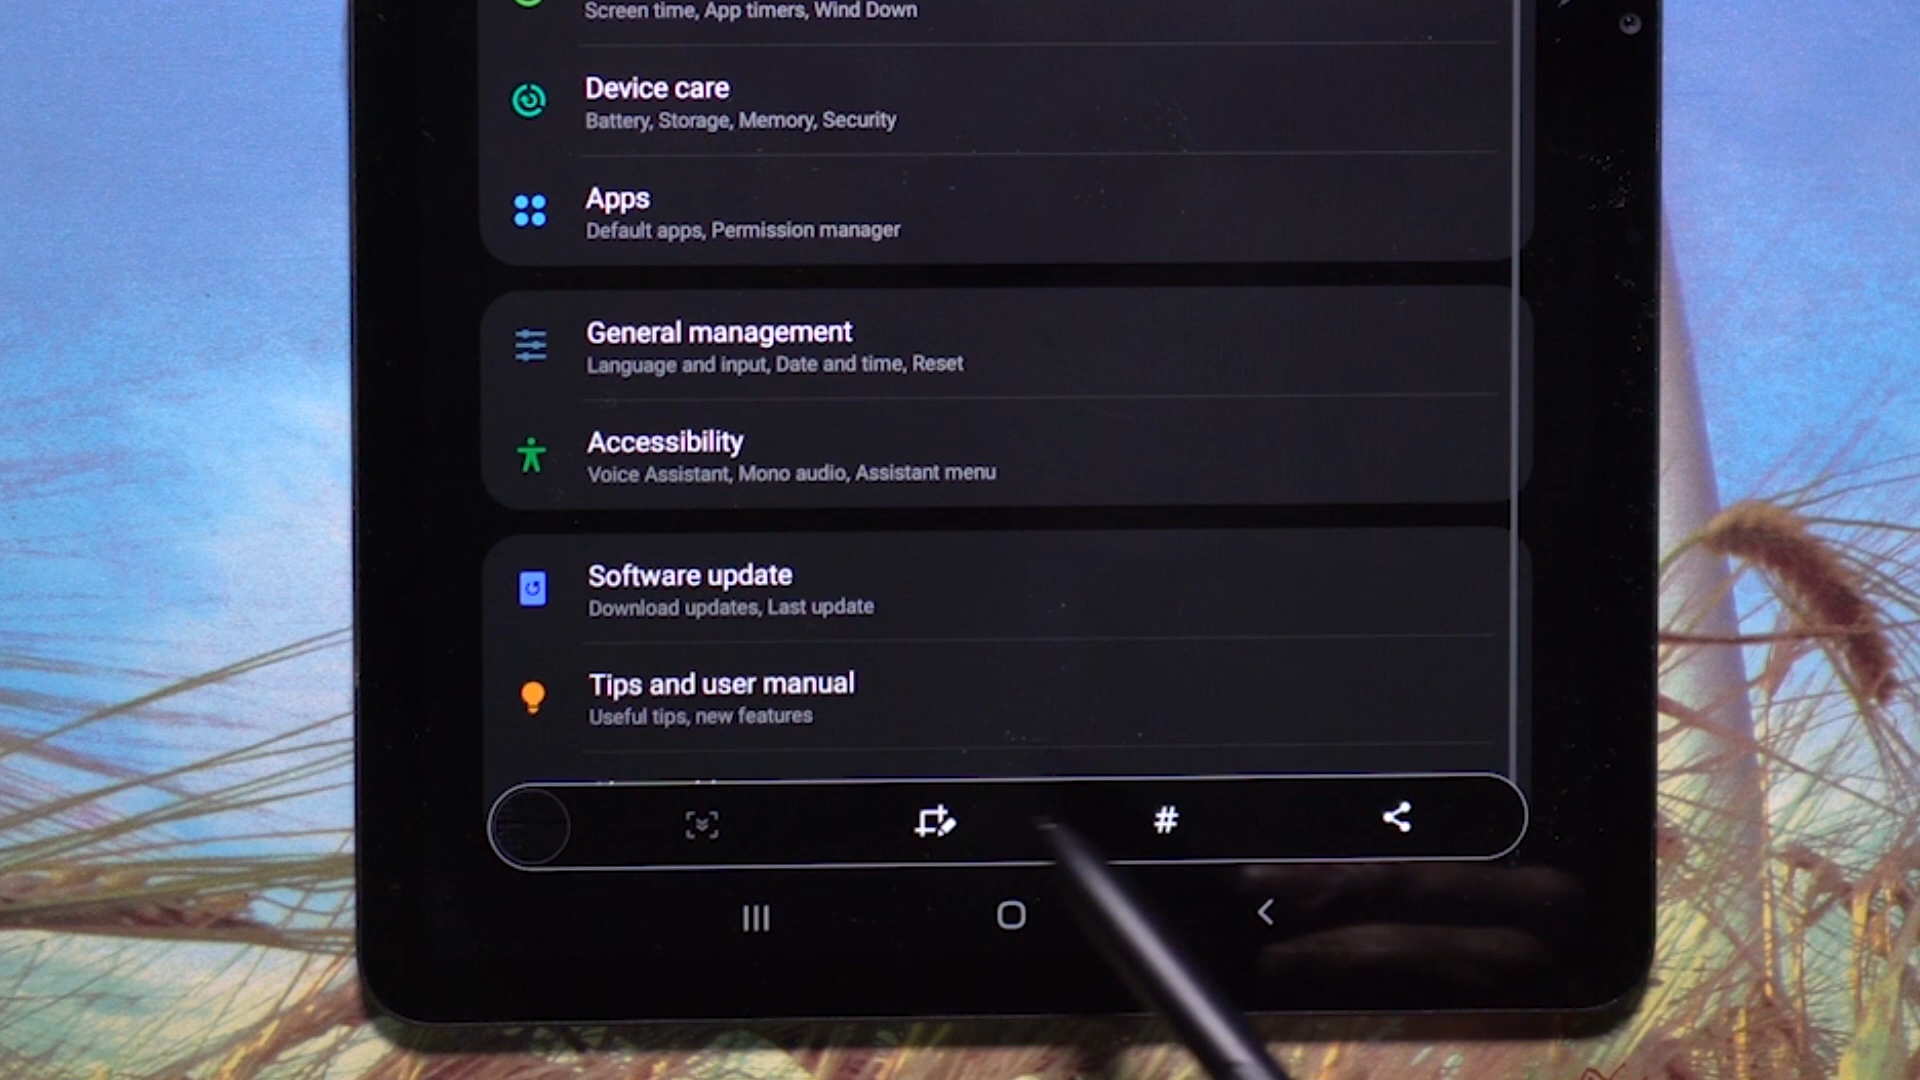 Screen time, App timers, Wind Down
Device care
Battery, Storage, Memory, Security
Apps
Default apps, Permission manager
General management
Language and input, Date and time, Reset
Accessibility
Voice Assistant, Mono audio, Assistant menu
Software update
Download updates, Last update
Tips and user manual
Useful tips, new features
#